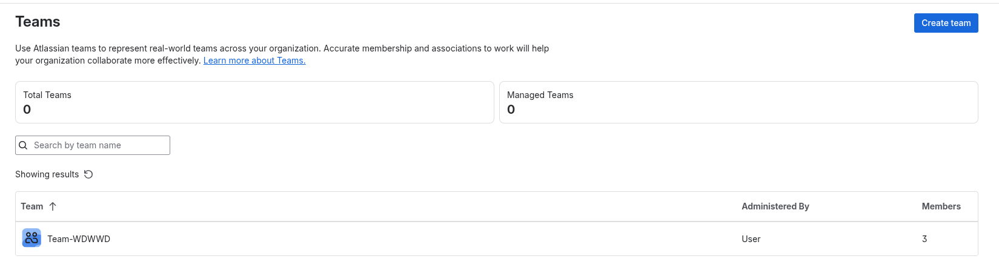 Teams
Create team
Use Atlassian teams to represent real-world teams across your organization. Accurate membership and associations to work will help
your organization collaborate more effectively. Learn more about Teams.
Total Teams
0
Managed Teams
0
Search by team name
Showing results
Team Administered By Members
Team-WDWWD User 3